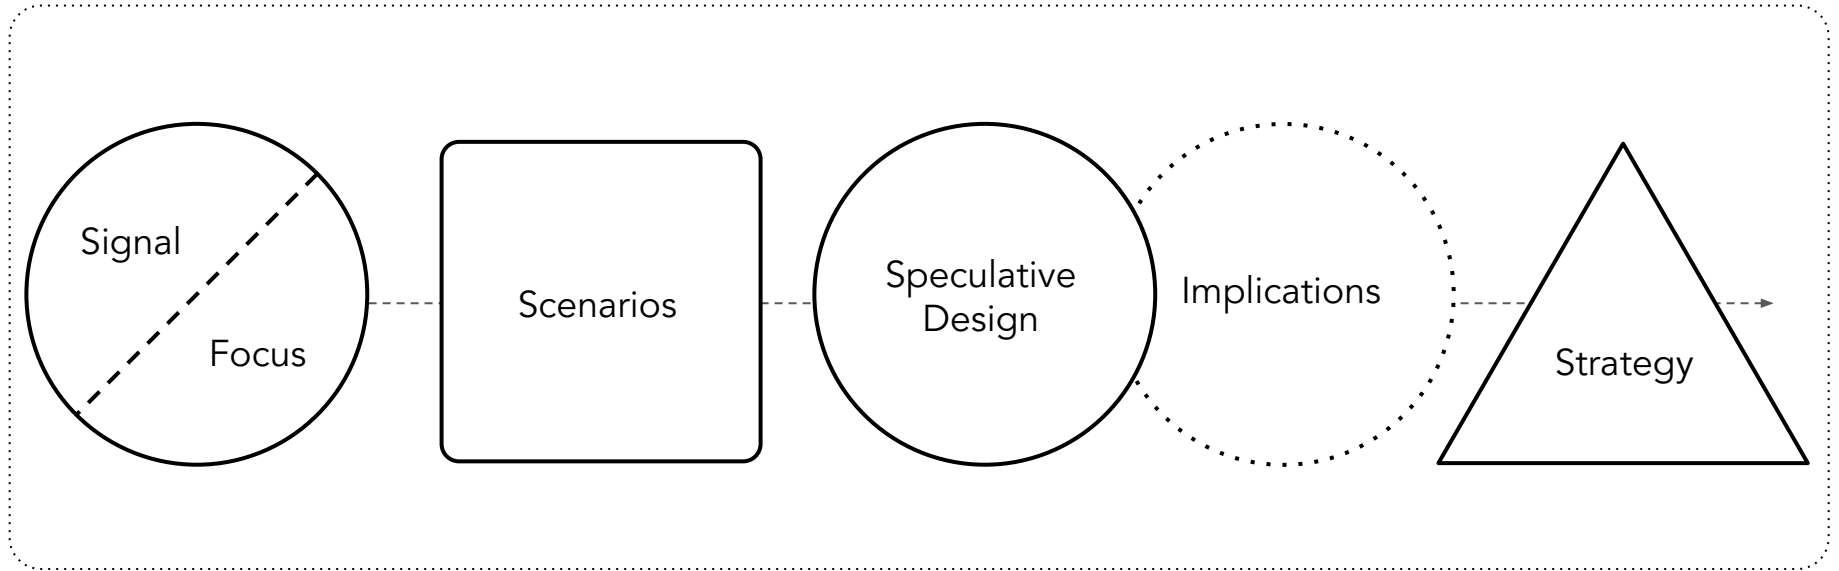 Signal
Focus
Scenarios
Speculative
Design
Implications
Strategy